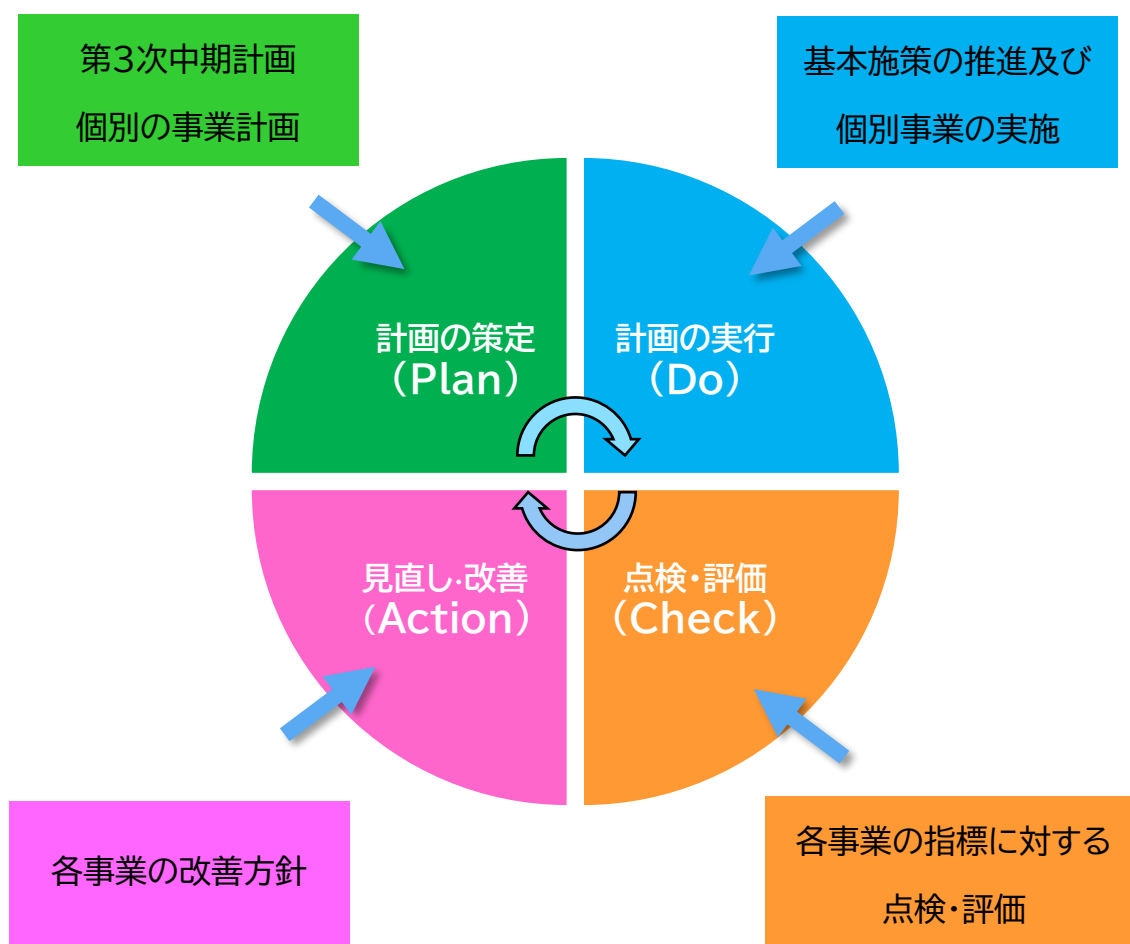 第３次中期計画
個別の事業計画
基本施策の推進及び
個別事業の実施
計画の策定
（Plan）
計画の実行
（Do）
見直し・改善
（Action）
点検・評価
（Check）
各事業の改善方針
各事業の指標に対する
点検・評価